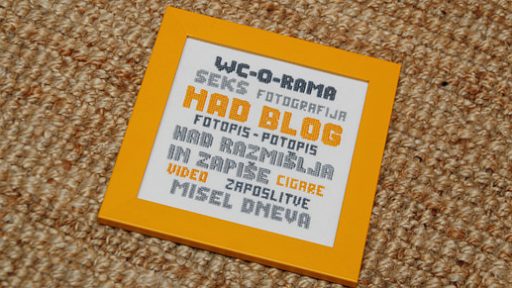 WC-O-RAMA
SEKS FOTOGRAFIJA
HAD BLOG
FOTOPIS-POTOPIS
HAD RAZMIŠLJA
IN ZAPIŠE CIGARE
VIDEO ZAPOSLITVE
MISEL DNEVA